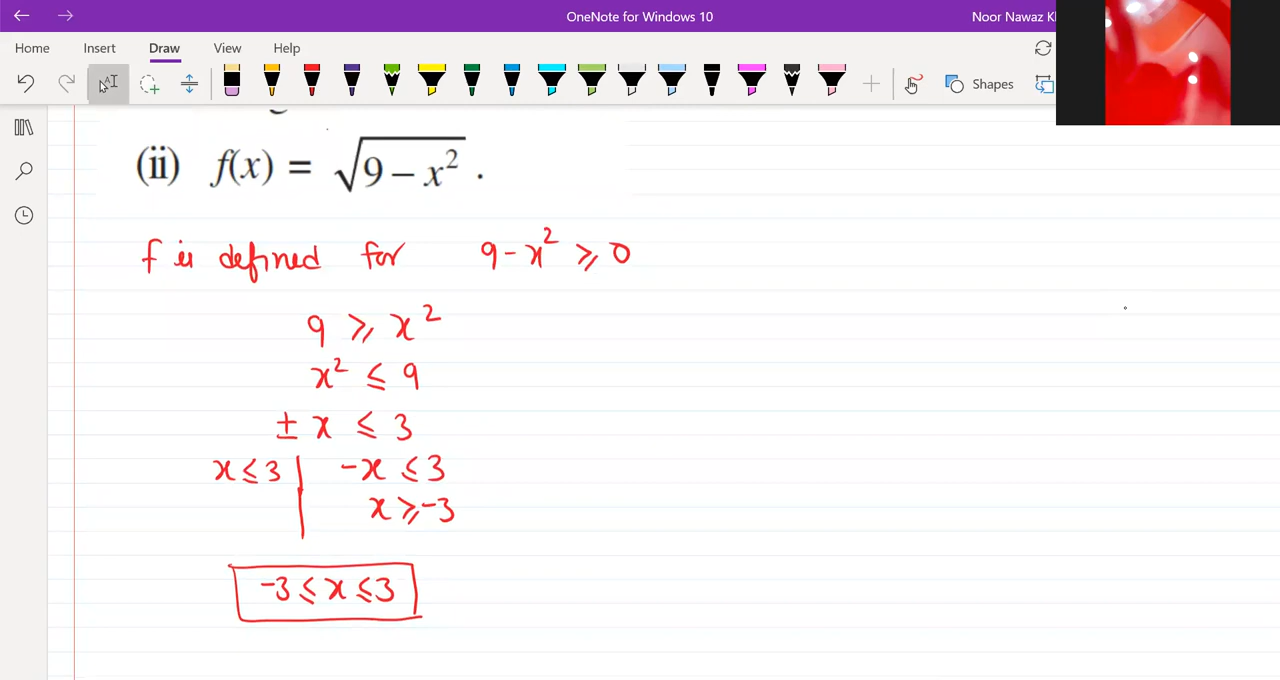 OneNote for Windows 10
Noor Nawaz Kh
Home Insert Draw View Help
Shapes
(ii) f(x) = √(9 – x²) .
f is defined for 9 - x² ⩾ 0
9 ⩾ x²
x² ⩽ 9
± x ⩽ 3
x ⩽ 3 | -x ⩽ 3
x ⩾ -3
-3 ⩽ x ⩽ 3